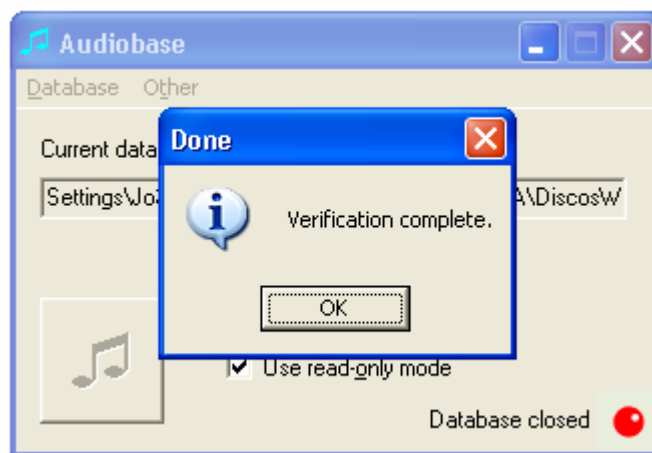 Audiobase
Database Other
Done
Current data
Settings\Jo
A\DiscosW
Verification complete.
OK
Use read-only mode
Database closed